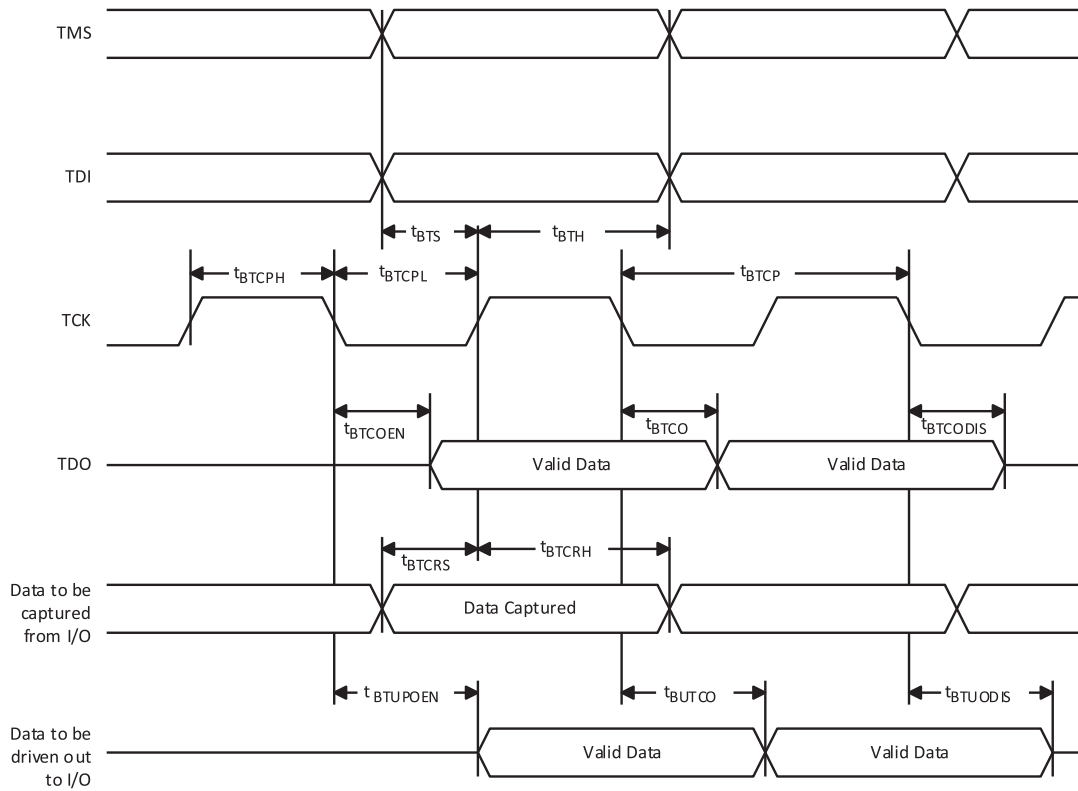 TMS
TDI
tBTS
tBTH
tBTCPH
tBTCPL
tBTCP
TCK
tBTCOEN
tBTCO
tBTCODIS
TDO
Valid Data
Valid Data
tBTCRS
tBTCRH
Data to be
captured
from I/O
Data Captured
tBTUPOEN
tBUTCO
tBTUODIS
Data to be
driven out
to I/O
Valid Data
Valid Data